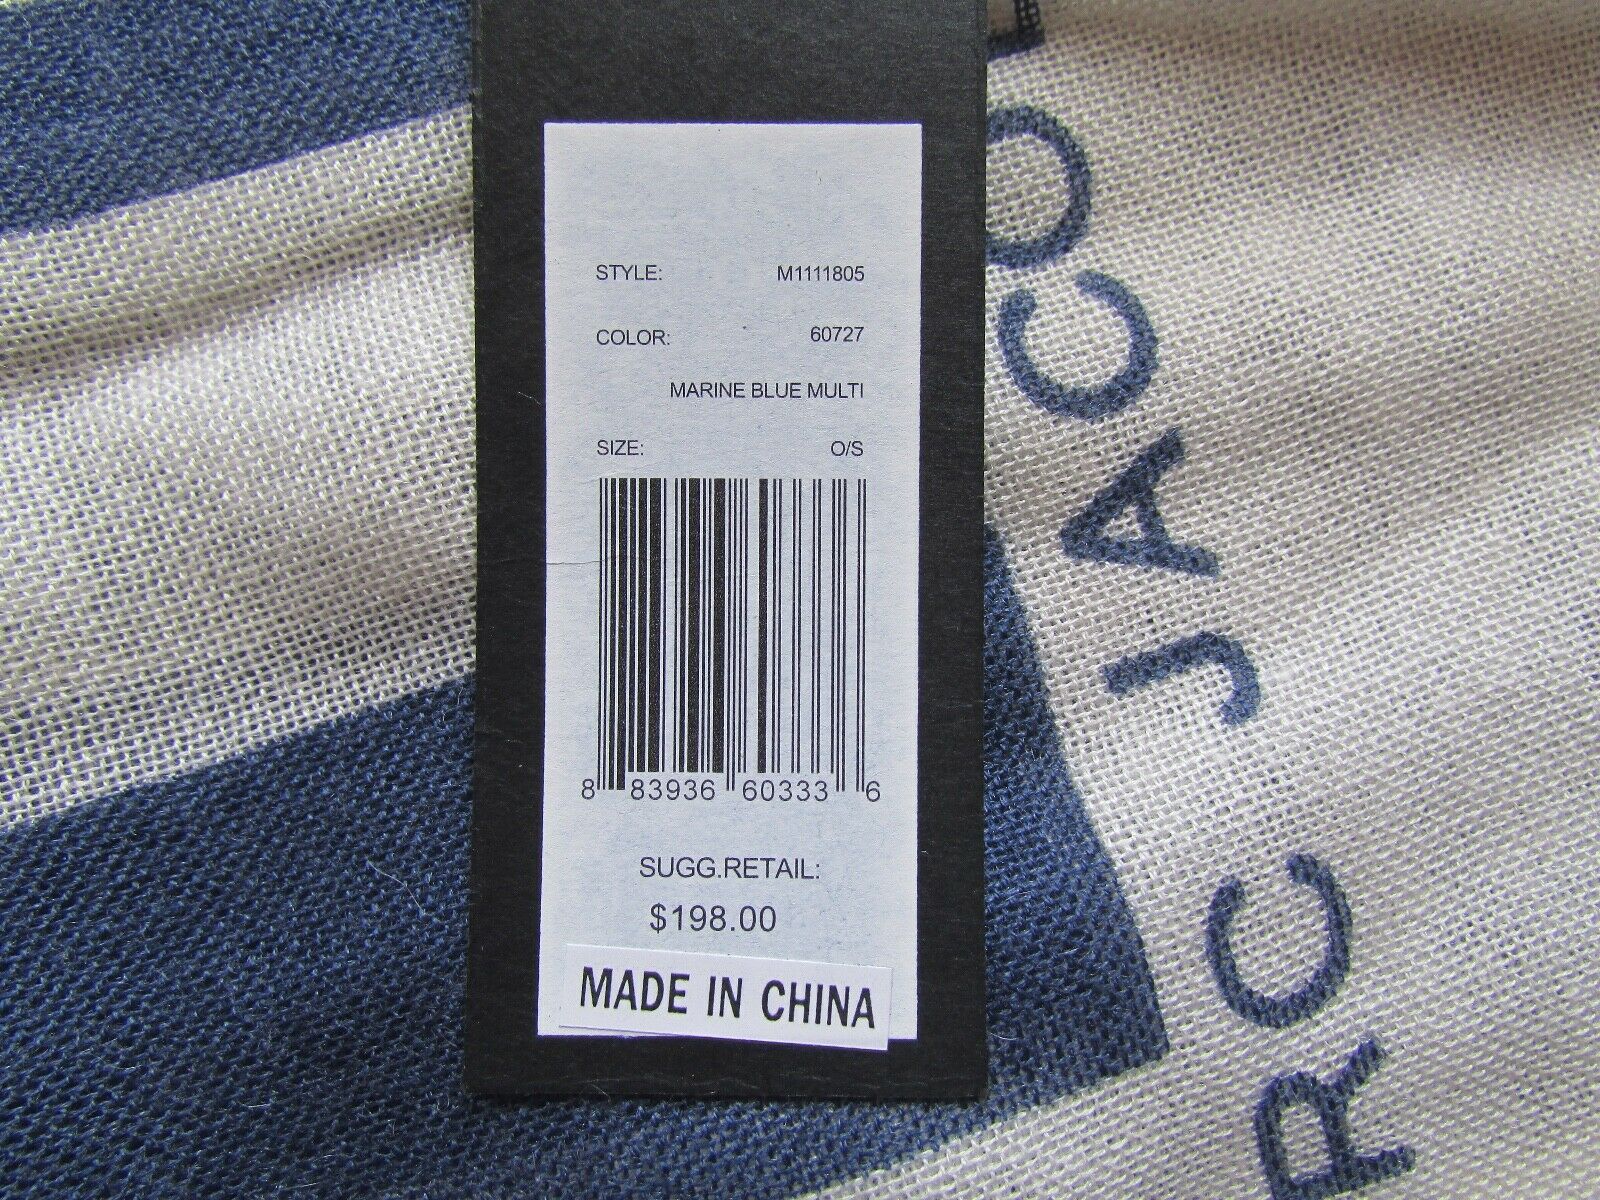 STYLE: M1111805
COLOR: 60727
MARINE BLUE MULTI
SIZE: O/S
8 83936 60333 6
SUGG.RETAIL:
$198.00
MADE IN CHINA
RC JACO